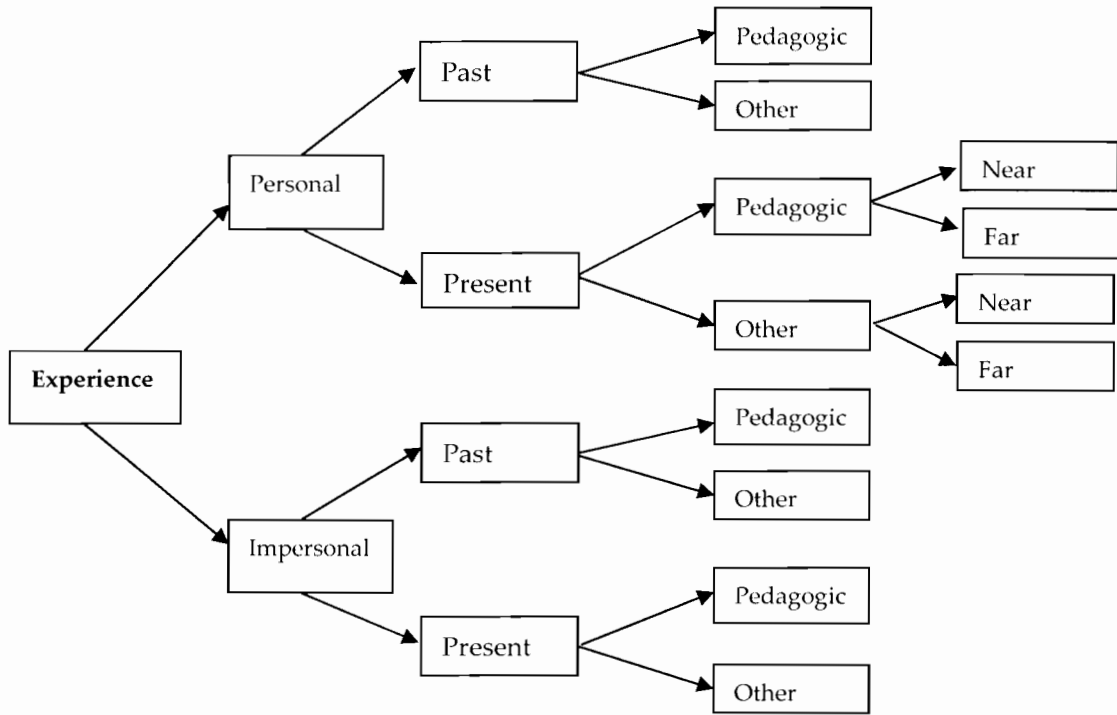 Pedagogic
Past
Other
Personal
Near
Pedagogic
Far
Present
Near
Other
Far
Experience
Pedagogic
Past
Other
Impersonal
Pedagogic
Present
Other